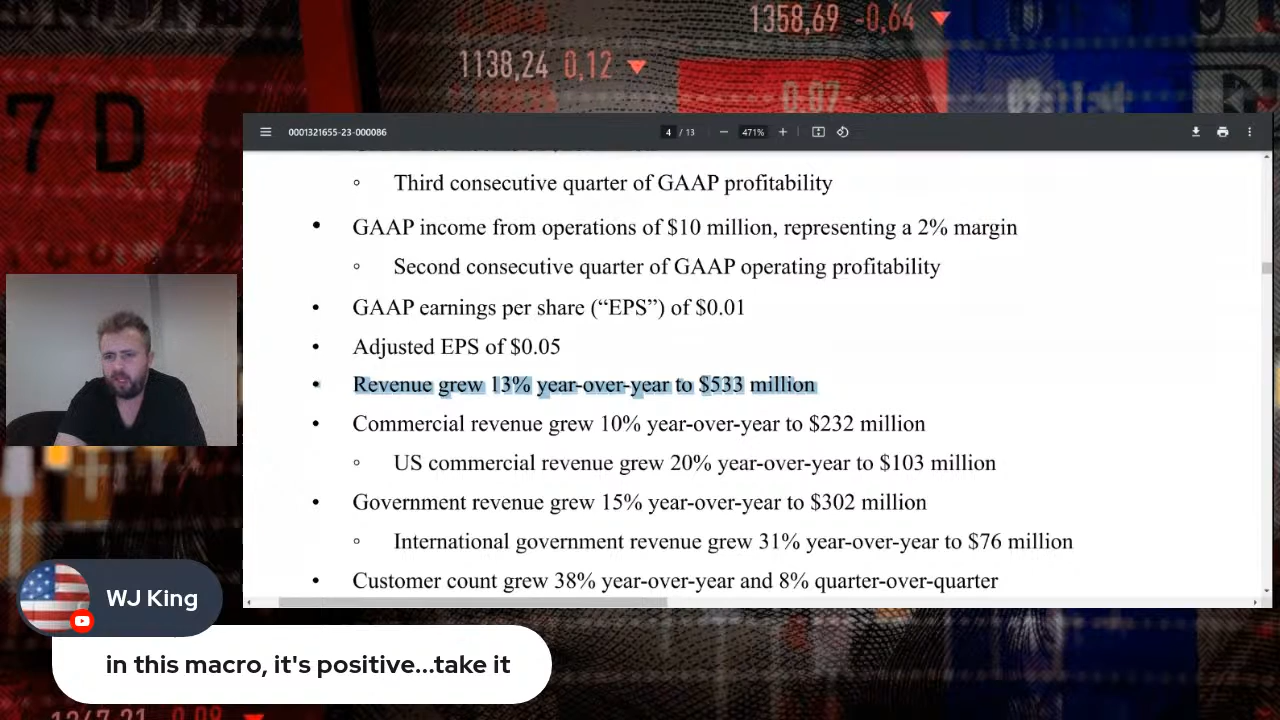 1358,69 -0,64
1138,24 0,12
7 D
0.07
0001321655-23-000086
4 / 13
471%
Third consecutive quarter of GAAP profitability
GAAP income from operations of $10 million, representing a 2% margin
Second consecutive quarter of GAAP operating profitability
GAAP earnings per share (“EPS”) of $0.01
Adjusted EPS of $0.05
Revenue grew 13% year-over-year to $533 million
Commercial revenue grew 10% year-over-year to $232 million
US commercial revenue grew 20% year-over-year to $103 million
Government revenue grew 15% year-over-year to $302 million
International government revenue grew 31% year-over-year to $76 million
Customer count grew 38% year-over-year and 8% quarter-over-quarter
WJ King
in this macro, it's positive...take it